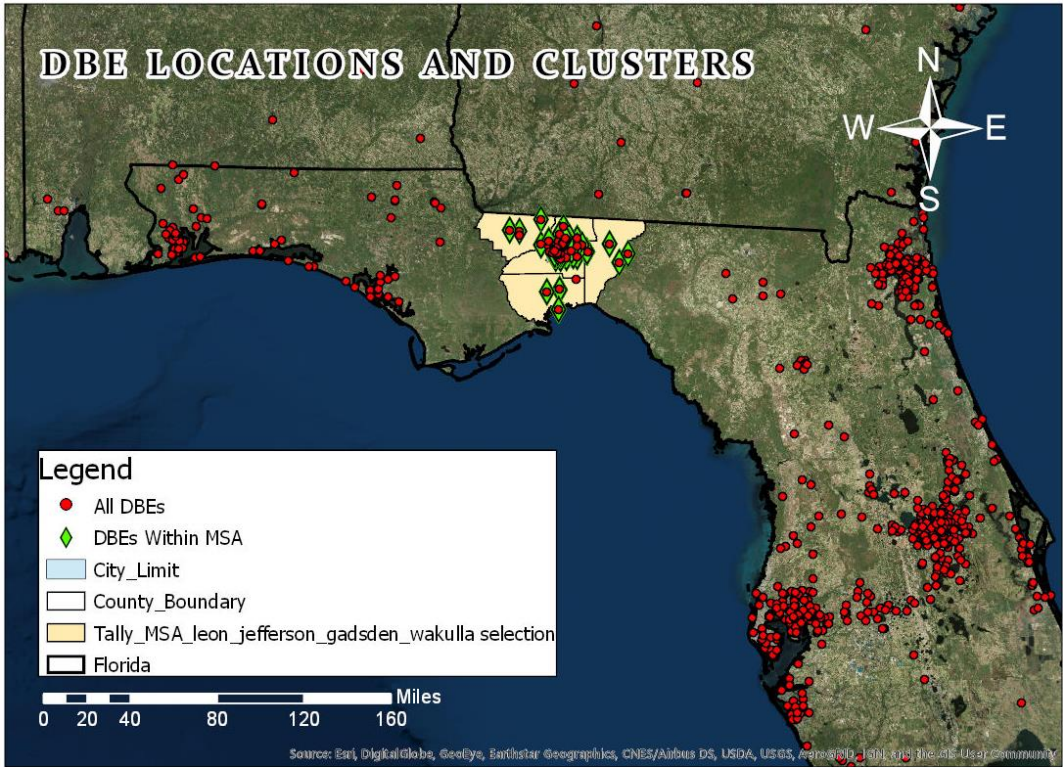 DBE LOCATIONS AND CLUSTERS
N
W E
S
Legend
All DBEs
DBEs Within MSA
City_Limit
County_Boundary
Tally_MSA_leon_jefferson_gadsden_wakulla selection
Florida
Miles
0 20 40 80 120 160
Source: Esri, DigitalGlobe, GeoEye, Earthstar Geographics, CNES/Airbus DS, USDA, USGS, AeroGRID, IGN, and the GIS User Community